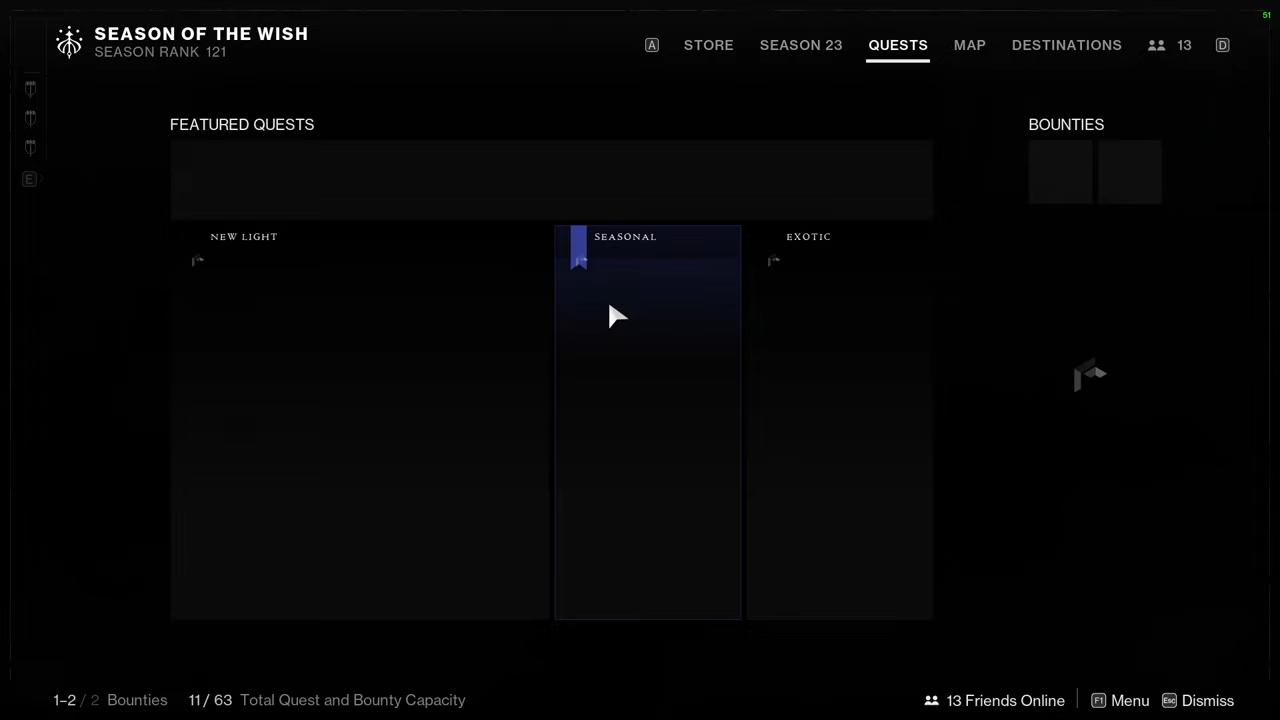 51
SEASON OF THE WISH
SEASON RANK 121
A STORE SEASON 23 QUESTS MAP DESTINATIONS 13 D
E
FEATURED QUESTS
BOUNTIES
NEW LIGHT
SEASONAL
EXOTIC
1–2 / 2 Bounties 11 / 63 Total Quest and Bounty Capacity
13 Friends Online F1 Menu Esc Dismiss